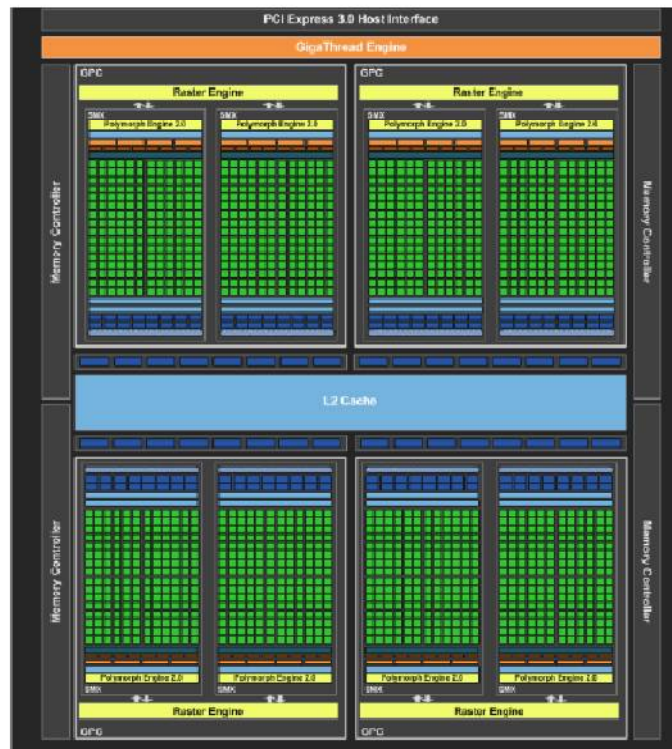 PCI Express 3.0 Host Interface
GigaThread Engine
GPC
GPC
Raster Engine
Raster Engine
SMX
SMX
Polymorph Engine 2.0
Polymorph Engine 2.0
Polymorph Engine 2.0
Polymorph Engine 2.0
Memory Controller
Memory Controller
L2 Cache
Memory Controller
Memory Controller
Polymorph Engine 2.0
Polymorph Engine 2.0
Polymorph Engine 2.0
Polymorph Engine 2.0
SMX
SMX
SMX
SMX
Raster Engine
Raster Engine
GPC
GPC